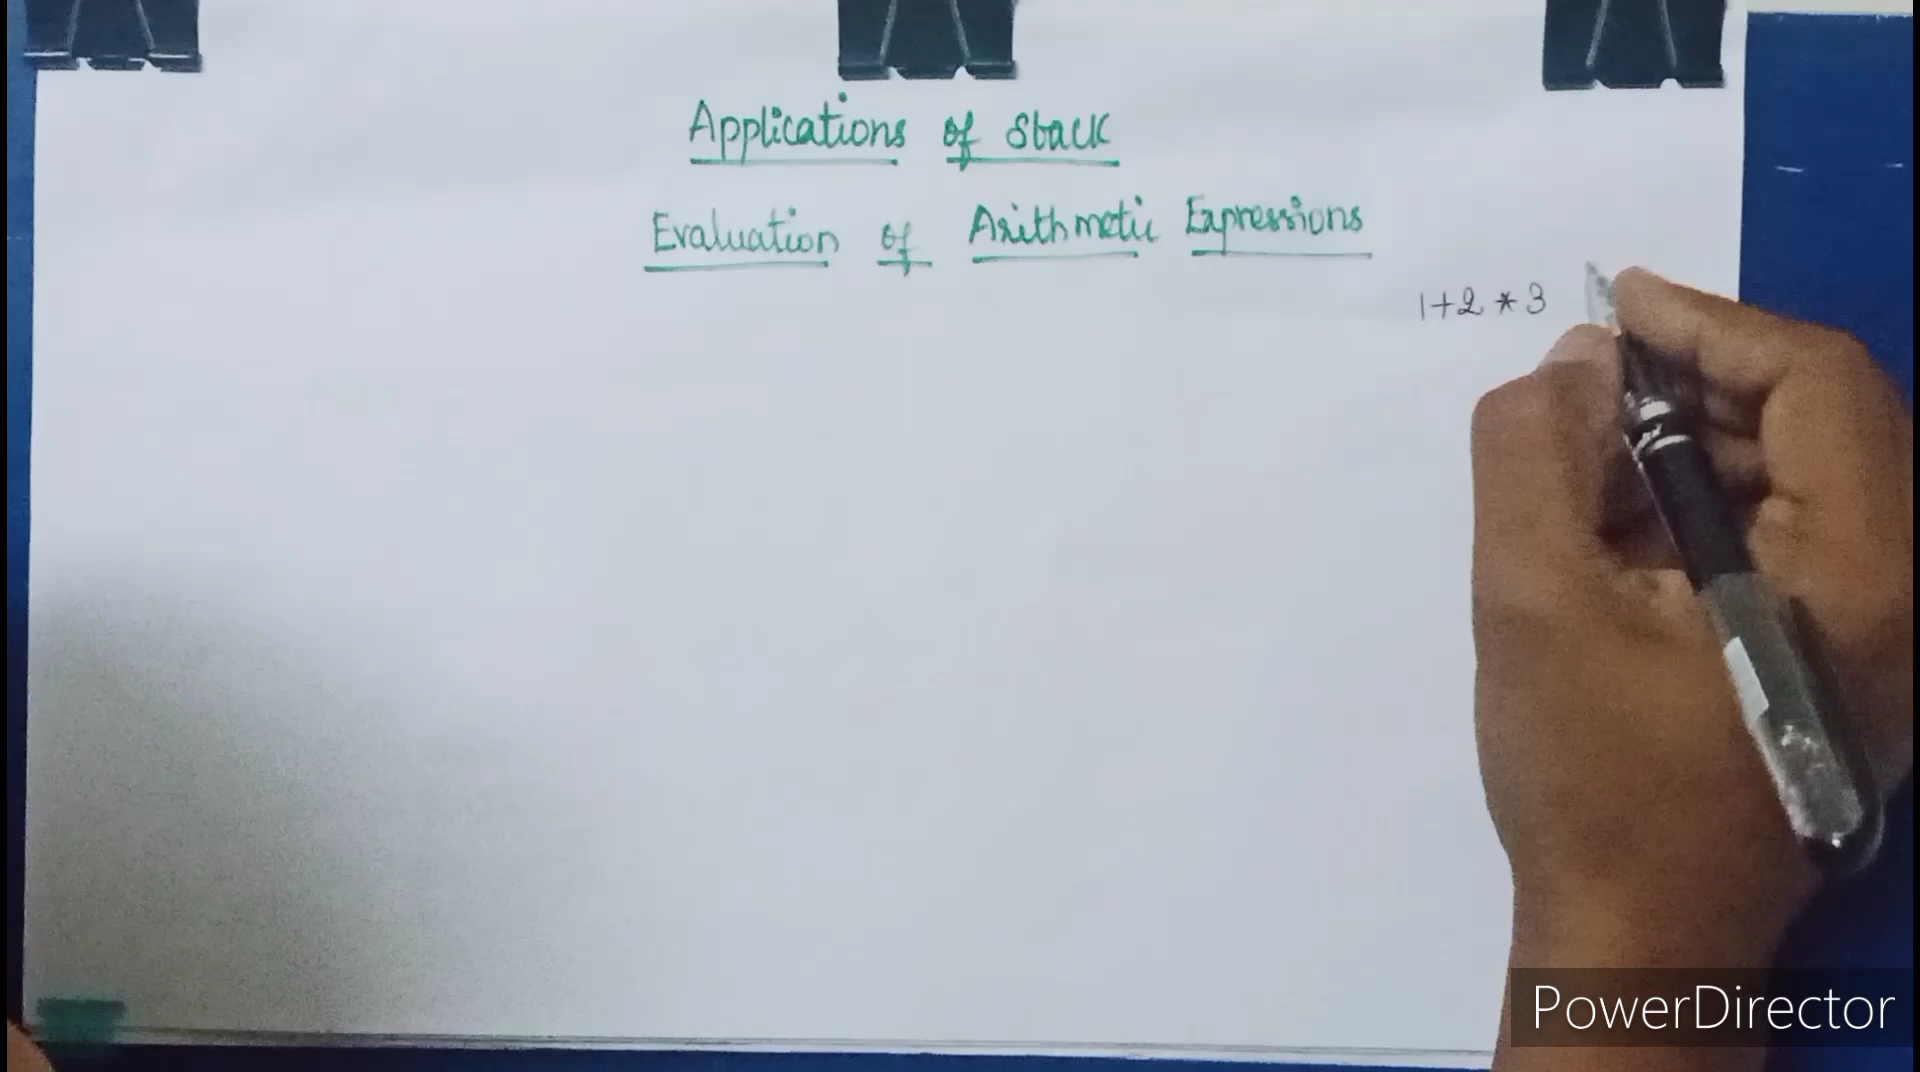 Applications of stack
Evaluation of Arithmetic Expressions
1+2*3
PowerDirector